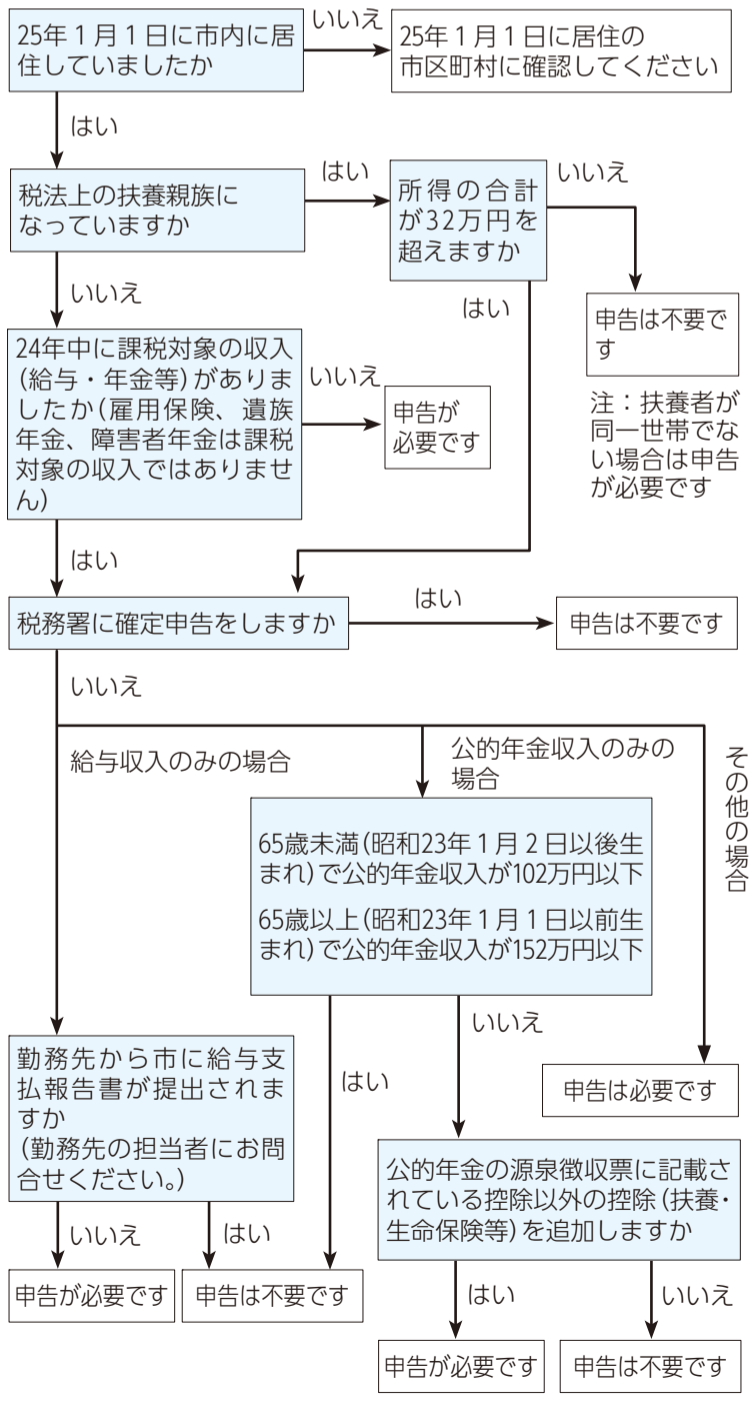 25年１月１日に市内に居
住していましたか
いいえ
25年１月１日に居住の
市区町村に確認してください
はい
税法上の扶養親族に
なっていますか
はい
所得の合計
が32万円を
超えますか
いいえ
申告は不要で
す
注：扶養者が
同一世帯でな
い場合は申告
が必要です
はい
いいえ
24年中に課税対象の収入
（給与・年金等）がありま
したか（雇用保険、遺族
年金、障害者年金は課税
対象の収入ではありませ
ん）
いいえ
申告が
必要です
はい
税務署に確定申告をしますか
はい
申告は不要です
いいえ
給与収入のみの場合
公的年金収入のみの
場合
その他の場合
65歳未満（昭和23年１月２日以後生
まれ）で公的年金収入が102万円以下
65歳以上（昭和23年１月１日以前生
まれ）で公的年金収入が152万円以下
いいえ
はい
申告は必要です
勤務先から市に給与支
払報告書が提出されま
すか
（勤務先の担当者にお問
合せください。）
いいえ
はい
申告が必要です
申告は不要です
公的年金の源泉徴収票に記載さ
れている控除以外の控除（扶養・
生命保険等）を追加しますか
はい
いいえ
申告が必要です
申告は不要です